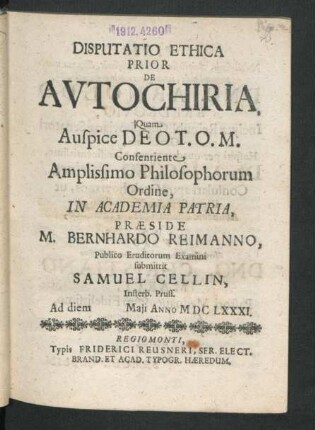 1912.4260
DISPUTATIO ETHICA
PRIOR
DE
AVTOCHIRIA,
Quam
Auſpice DEO T. O. M.
Conſentiente
Ampliſſimo Philoſophorum
Ordine,
IN ACADEMIA PATRIA,
PRÆSIDE
M. BERNHARDO REIMANNO,
Publico Eruditorum Examini
ſubmittit
SAMUEL CELLIN,
Inſterb. Pruſſ.
Ad diem Maji ANNO MDCLXXXI.
REGIOMONTI,
Typis FRIDERICI REUSNERI, SER. ELECT.
BRAND. ET ACAD. TYPOGR. HÆREDUM.